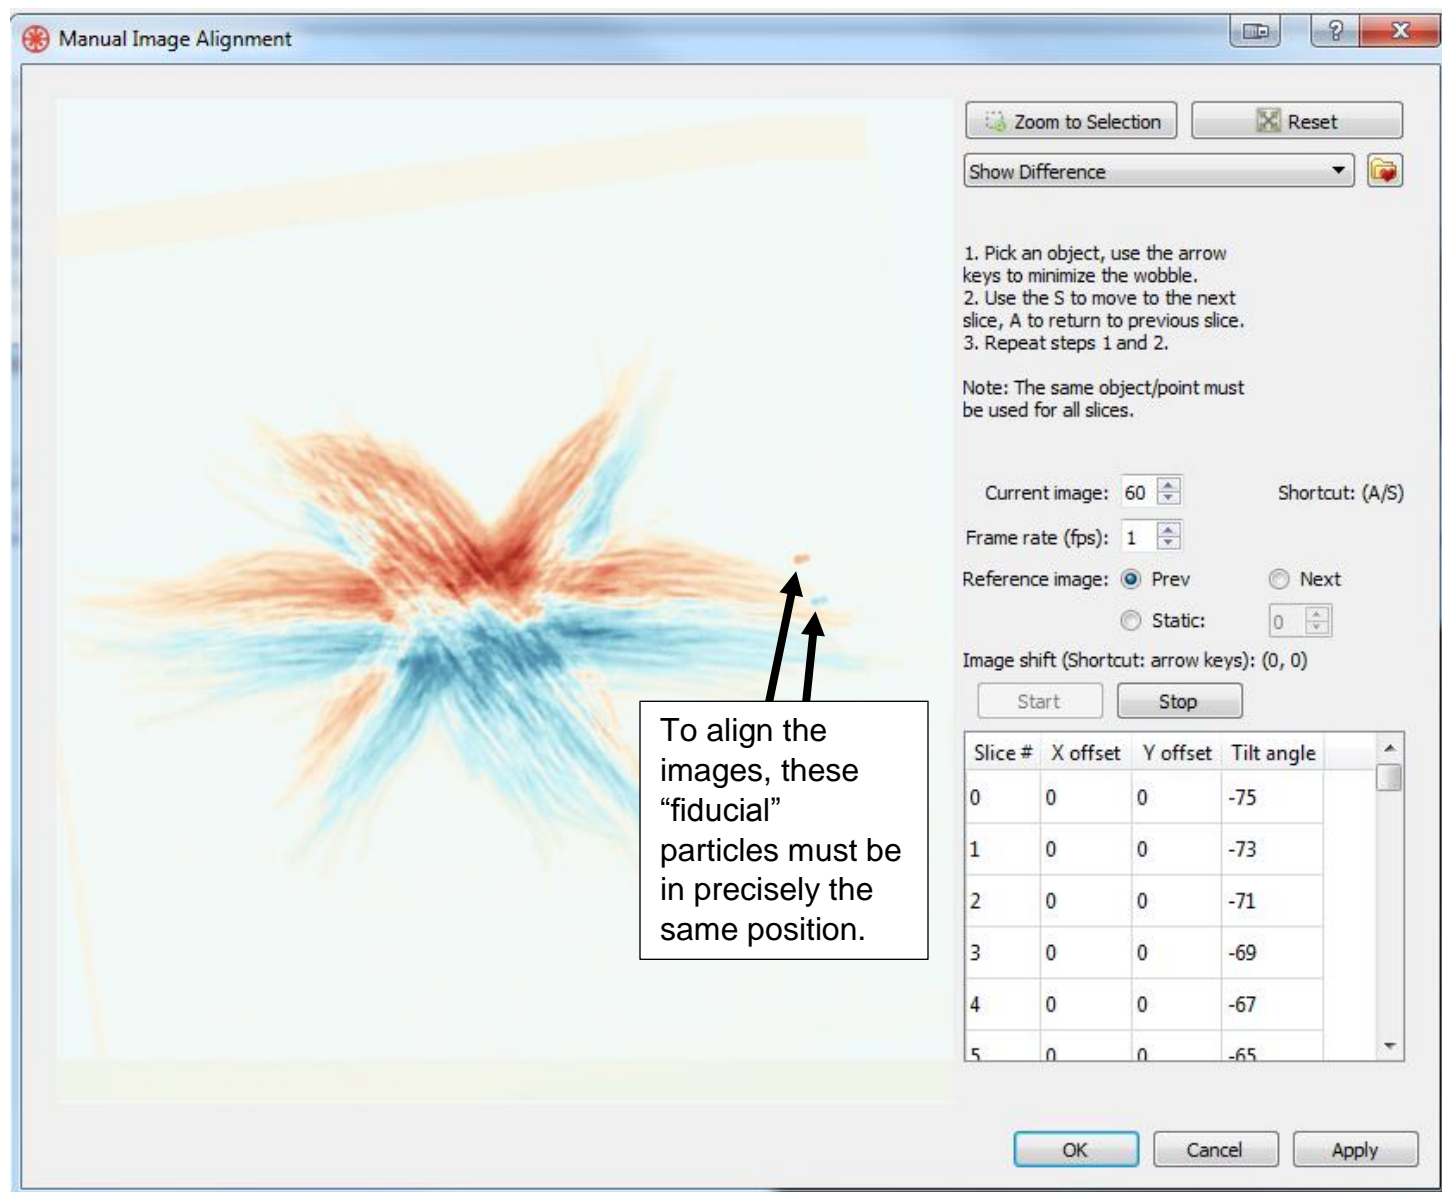 Manual Image Alignment
Zoom to Selection
Reset
Show Difference
1. Pick an object, use the arrow
keys to minimize the wobble.
2. Use the S to move to the next
slice, A to return to previous slice.
3. Repeat steps 1 and 2.
Note: The same object/point must
be used for all slices.
Current image: 60 Shortcut: (A/S)
Frame rate (fps): 1
Reference image: Prev Next
Static: 0
Image shift (Shortcut: arrow keys): (0, 0)
Start Stop
To align the
images, these
“fiducial”
particles must be
in precisely the
same position.
Slice # X offset Y offset Tilt angle
0 0 0 -75
1 0 0 -73
2 0 0 -71
3 0 0 -69
4 0 0 -67
5 0 0 -65
OK Cancel Apply